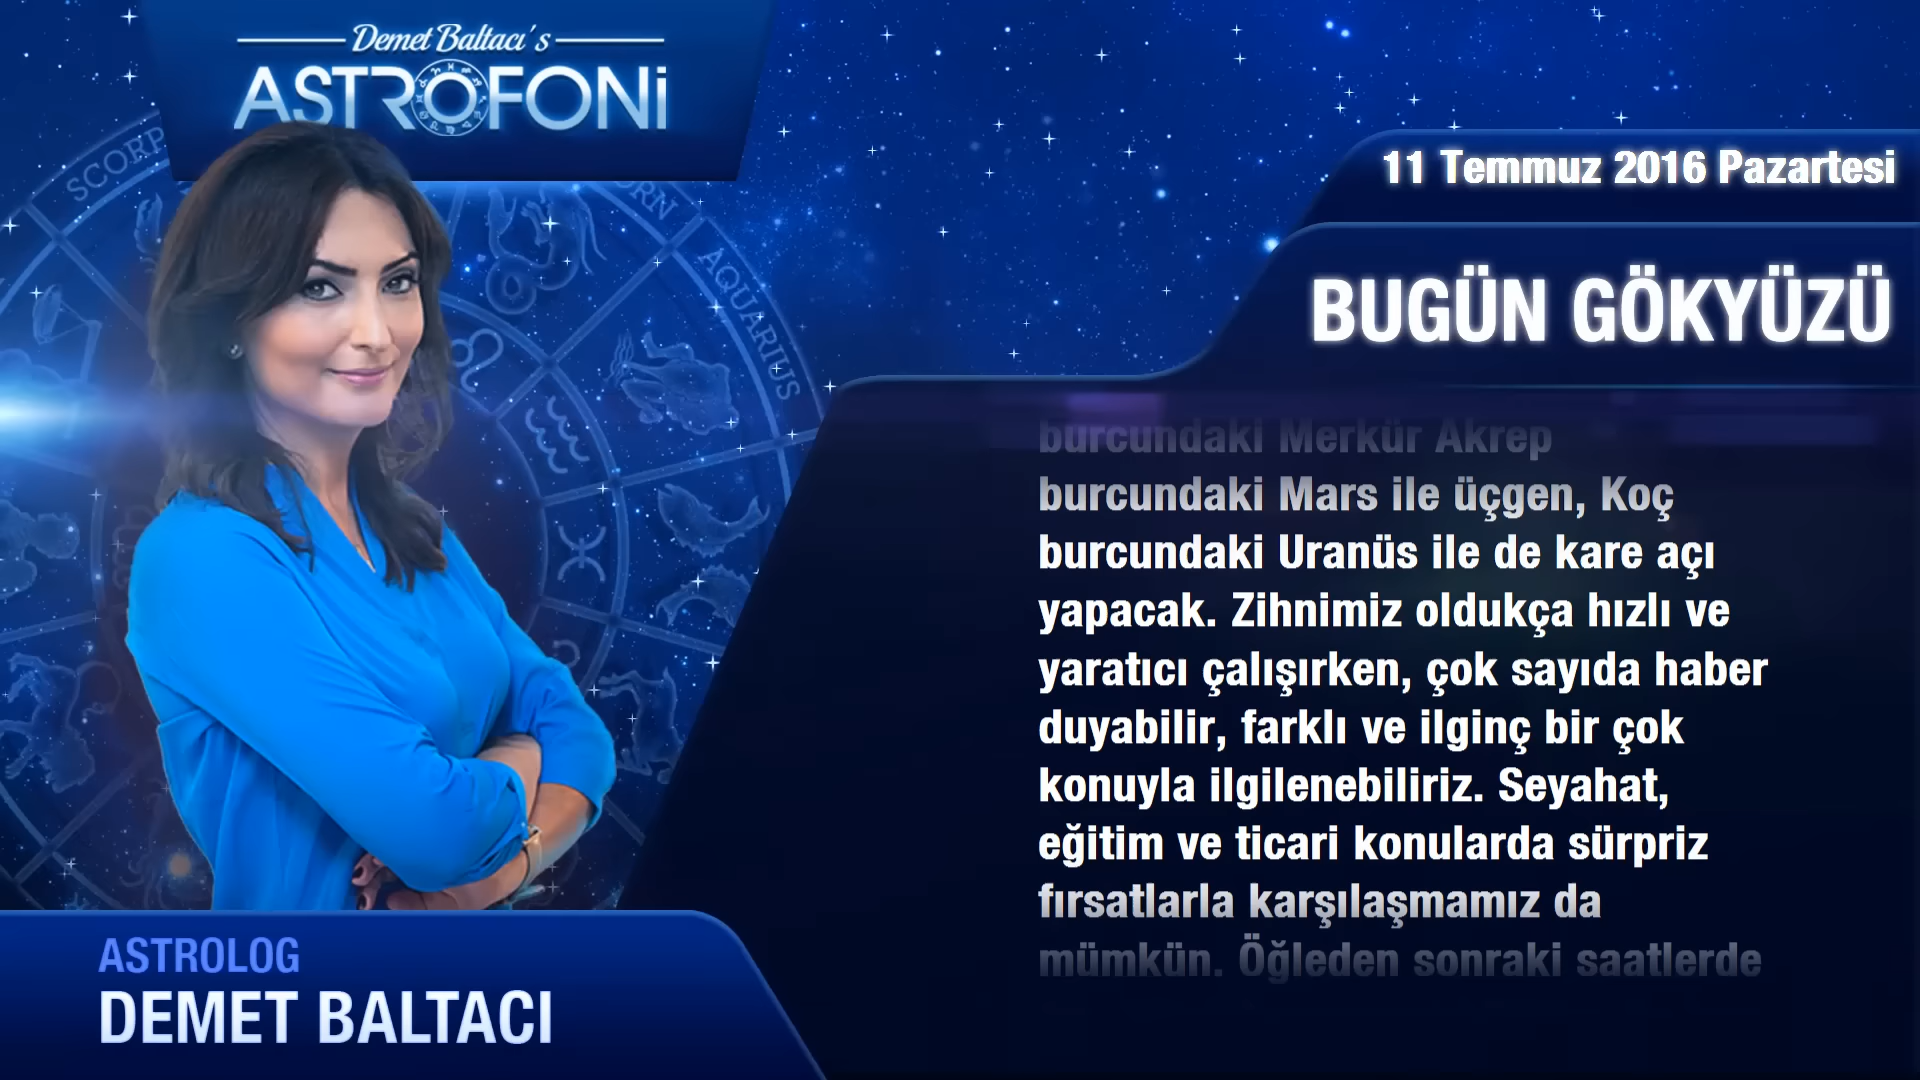 Demet Baltacı's
ASTROFONi
SCORP
ORN
AQUARIUS
11 Temmuz 2016 Pazartesi
BUGÜN GÖKYÜZÜ
burcundaki Merkür Akrep
burcundaki Mars ile üçgen, Koç
burcundaki Uranüs ile de kare açı
yapacak. Zihnimiz oldukça hızlı ve
yaratıcı çalışırken, çok sayıda haber
duyabilir, farklı ve ilginç bir çok
konuyla ilgilenebiliriz. Seyahat,
eğitim ve ticari konularda sürpriz
fırsatlarla karşılaşmamız da
mümkün. Öğleden sonraki saatlerde
ASTROLOG
DEMET BALTACI